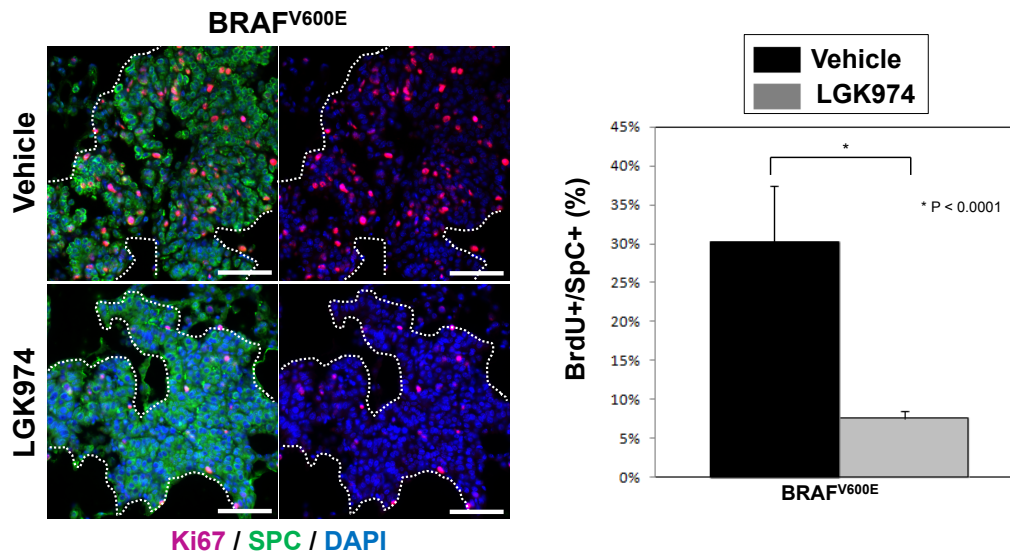 BRAFV600E
Vehicle
LGK974
Ki67 / SPC / DAPI
Vehicle
LGK974
BrdU+/SpC+ (%)
45%
40%
35%
30%
25%
20%
15%
10%
5%
0%
*
* P < 0.0001
BRAFV600E